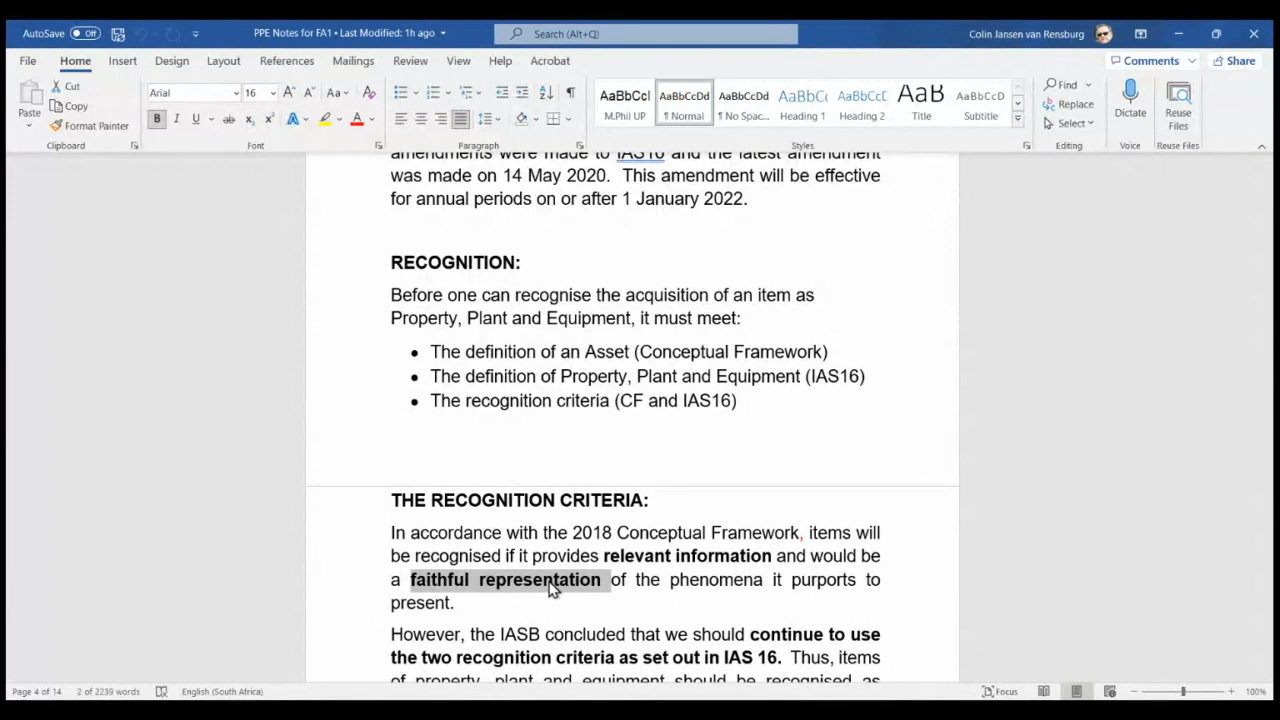 AutoSave Off PPE Notes for FA1 • Last Modified: 1h ago Search (Alt+Q) Colin Jansen van Rensburg
File Home Insert Design Layout References Mailings Review View Help Acrobat Comments Share
Paste Cut Copy Format Painter
Clipboard
Arial 16
Font
Paragraph
AaBbCcI AaBbCcDd AaBbCcDd AaBbCc AaBbCcD AaB AaBbCcD
M.Phil UP ¶ Normal ¶ No Spac... Heading 1 Heading 2 Title Subtitle
Styles
Find
Replace
Select
Editing
Dictate
Voice
Reuse
Files
Reuse Files
amendments were made to IAS16 and the latest amendment
was made on 14 May 2020. This amendment will be effective
for annual periods on or after 1 January 2022.
RECOGNITION:
Before one can recognise the acquisition of an item as
Property, Plant and Equipment, it must meet:
• The definition of an Asset (Conceptual Framework)
• The definition of Property, Plant and Equipment (IAS16)
• The recognition criteria (CF and IAS16)
THE RECOGNITION CRITERIA:
In accordance with the 2018 Conceptual Framework, items will
be recognised if it provides relevant information and would be
a faithful representation of the phenomena it purports to
present.
However, the IASB concluded that we should continue to use
the two recognition criteria as set out in IAS 16. Thus, items
of property, plant and equipment should be recognised as
Page 4 of 14 2 of 2239 words English (South Africa) Focus 100%